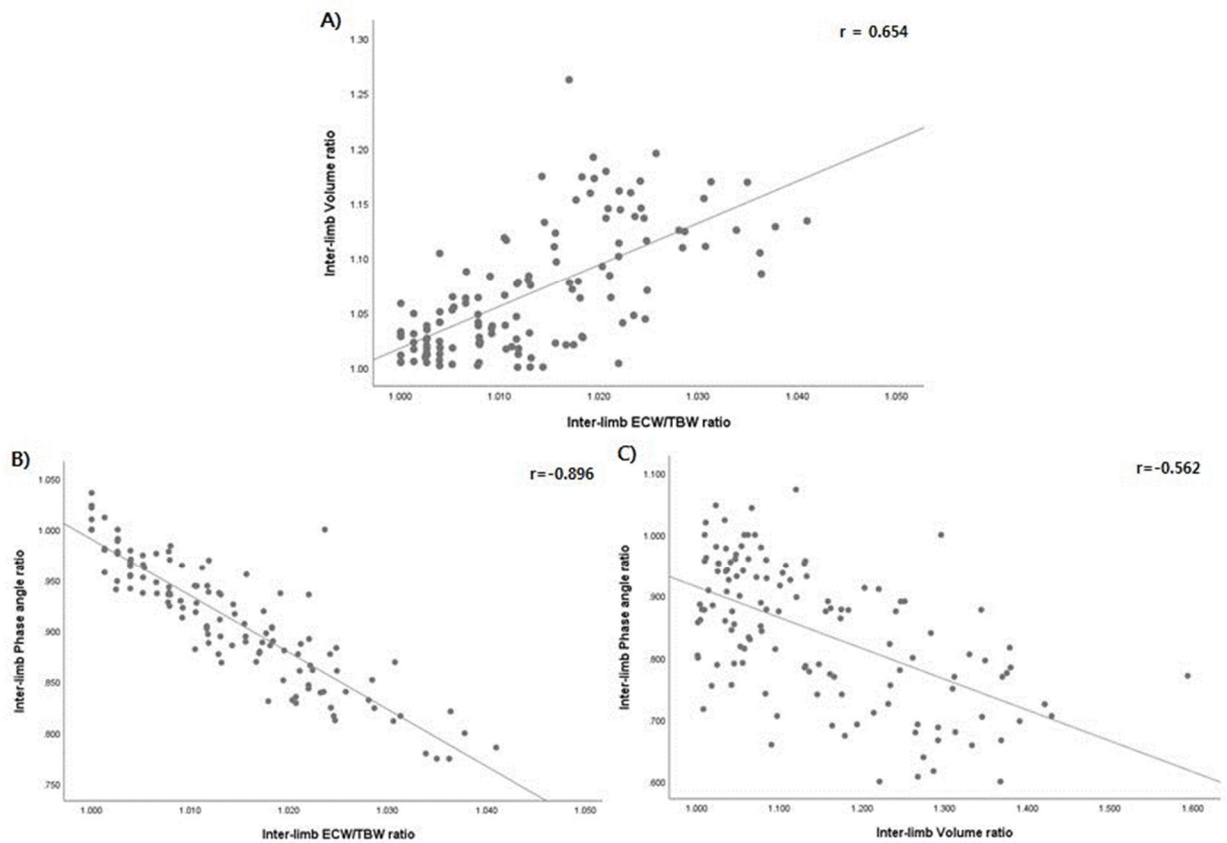 A)
r = 0.654
1.30
1.25
1.20
1.15
1.10
1.05
1.00
Inter-limb Volume ratio
1.000 1.010 1.020 1.030 1.040 1.050
Inter-limb ECW/TBW ratio
B)
r=-0.896
1.050
1.000
.950
.900
.850
.800
.750
Inter-limb Phase angle ratio
1.000 1.010 1.020 1.030 1.040 1.050
Inter-limb ECW/TBW ratio
C)
r=-0.562
1.100
1.000
.900
.800
.700
.600
Inter-limb Phase angle ratio
1.000 1.100 1.200 1.300 1.400 1.500 1.600
Inter-limb Volume ratio